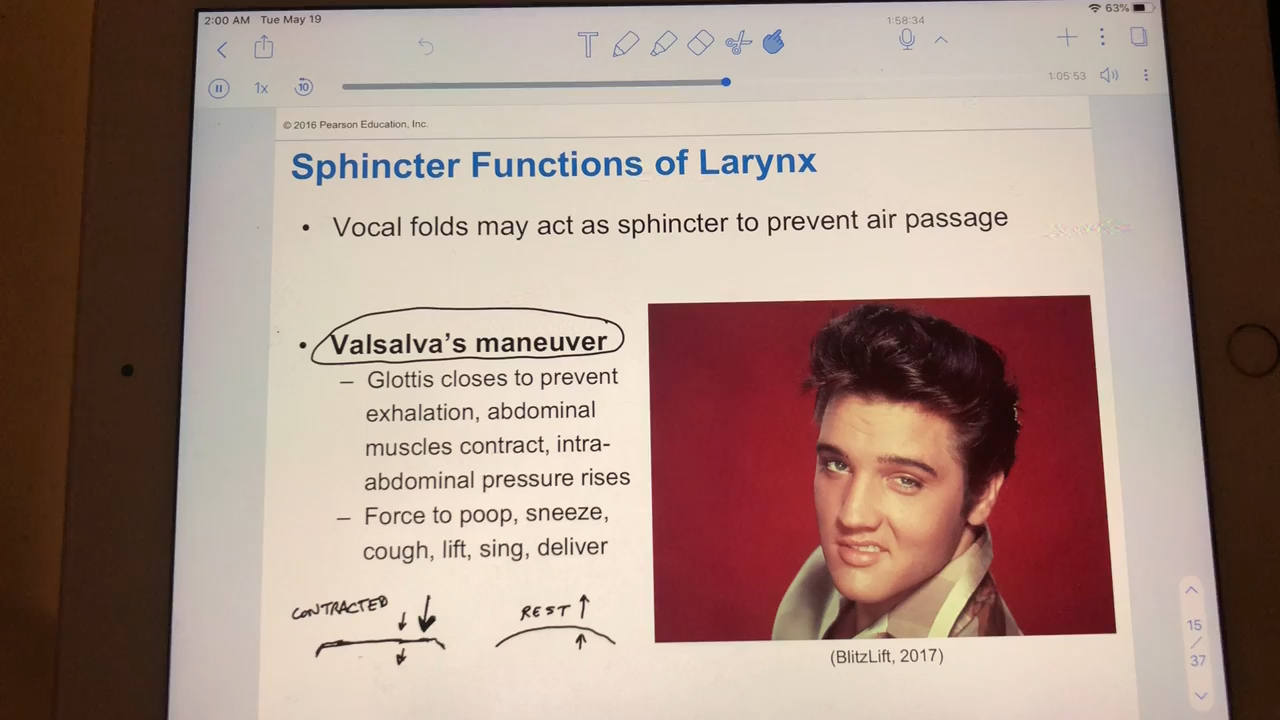 2:00 AM Tue May 19
63%
1:58:34
T
1x
10
1:05:53
© 2016 Pearson Education, Inc.
Sphincter Functions of Larynx
• Vocal folds may act as sphincter to prevent air passage
• Valsalva's maneuver
– Glottis closes to prevent
exhalation, abdominal
muscles contract, intra-
abdominal pressure rises
– Force to poop, sneeze,
cough, lift, sing, deliver
CONTRACTED
REST
(BlitzLift, 2017)
15
/
37